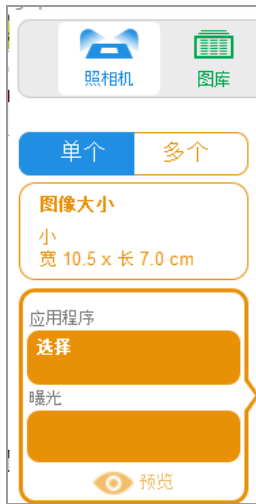 照相机 图库
单个 多个
图像大小
小
宽 10.5 x 长 7.0 cm
应用程序
选择
曝光
预览